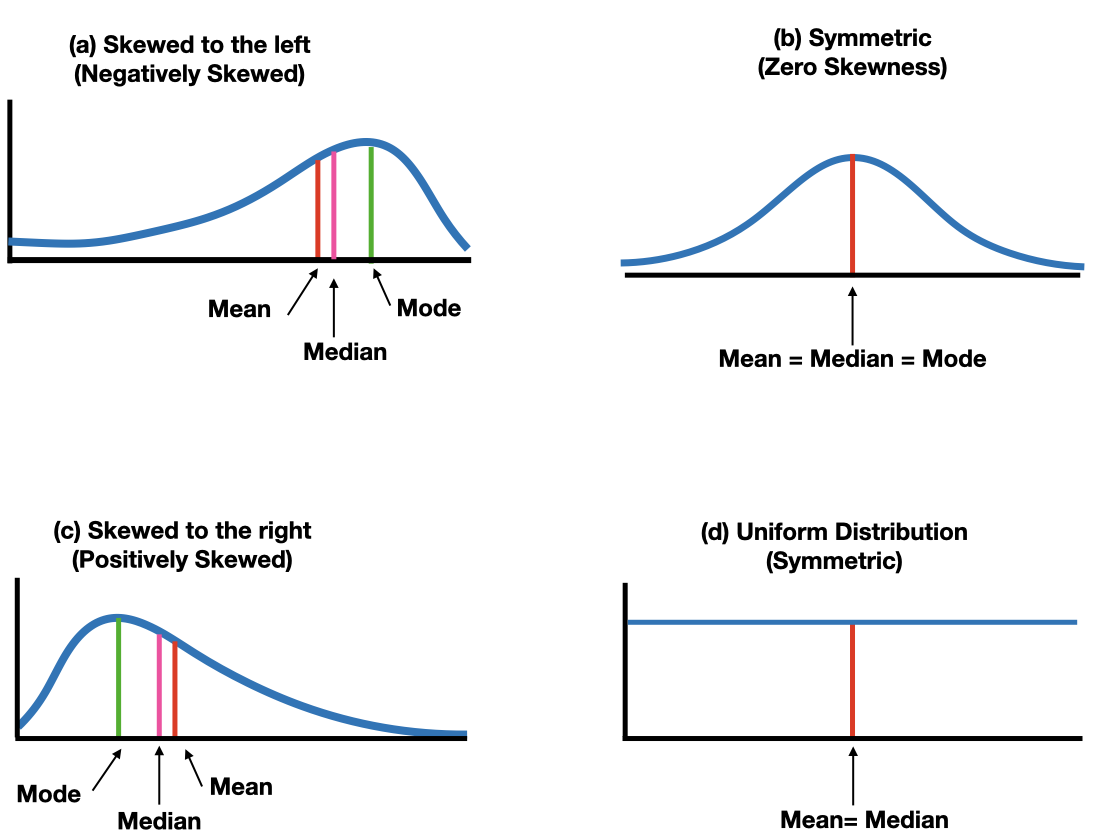 (a) Skewed to the left
(Negatively Skewed)
Mean
Mode
Median
(b) Symmetric
(Zero Skewness)
Mean = Median = Mode
(c) Skewed to the right
(Positively Skewed)
Mode
Mean
Median
(d) Uniform Distribution
(Symmetric)
Mean= Median